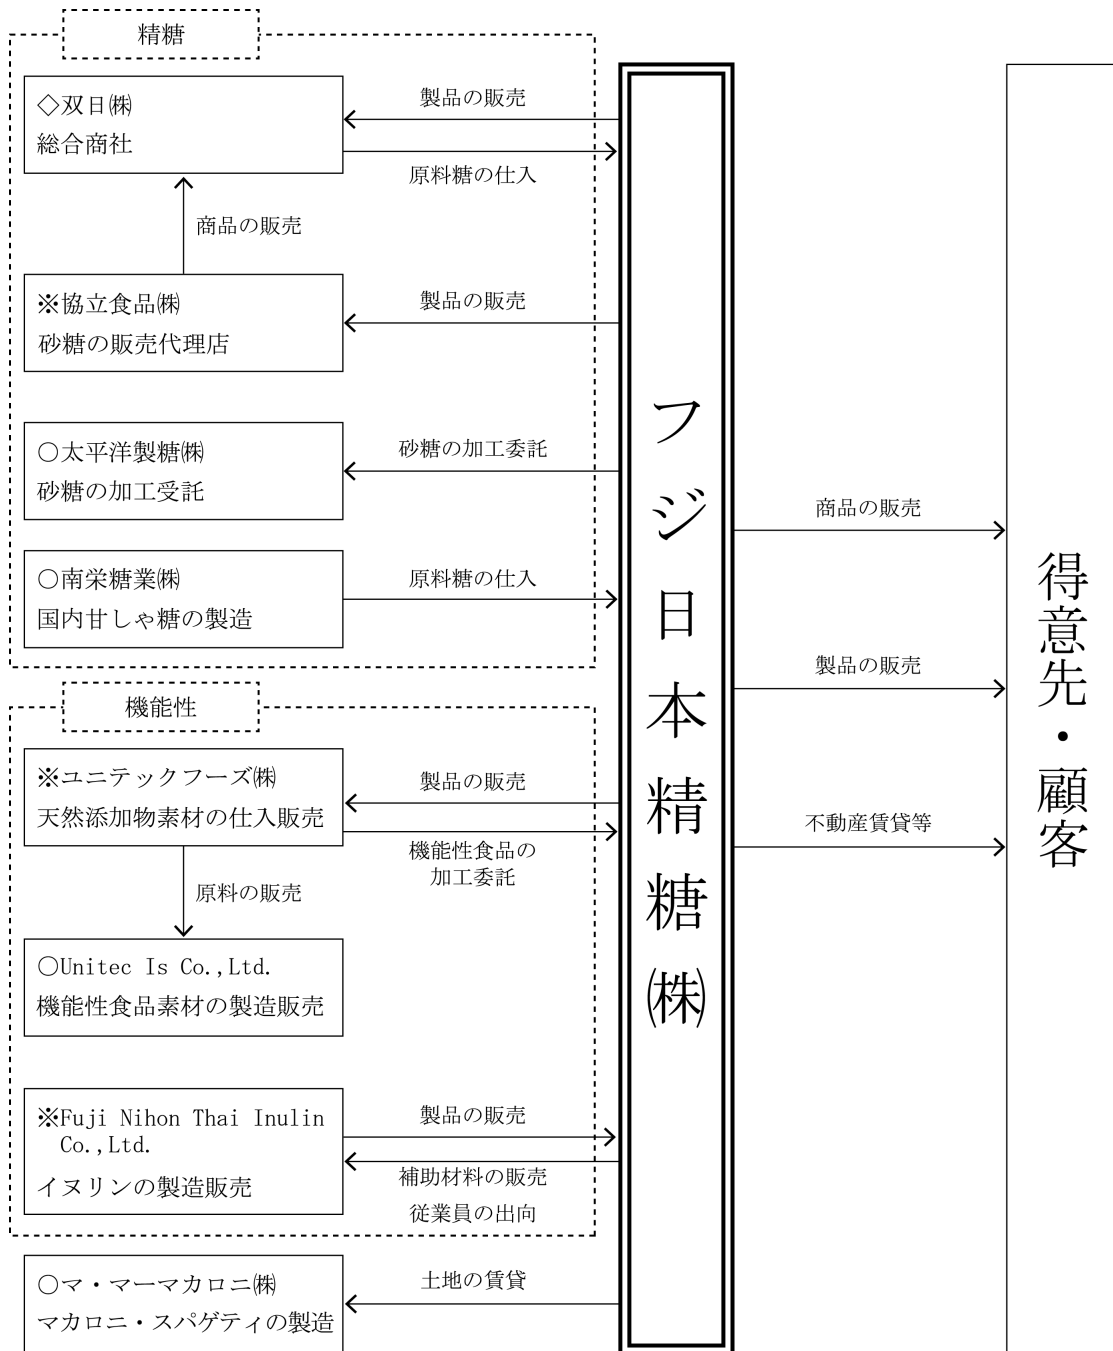 精糖
◇双日㈱
総合商社
製品の販売
原料糖の仕入
商品の販売
※協立食品㈱
砂糖の販売代理店
製品の販売
○太平洋製糖㈱
砂糖の加工受託
砂糖の加工委託
○南栄糖業㈱
国内甘しゃ糖の製造
原料糖の仕入
機能性
※ユニテックフーズ㈱
天然添加物素材の仕入販売
製品の販売
機能性食品の
加工委託
原料の販売
○Unitec Is Co.,Ltd.
機能性食品素材の製造販売
※Fuji Nihon Thai Inulin
Co.,Ltd.
イヌリンの製造販売
製品の販売
補助材料の販売
従業員の出向
○マ・マーマカロニ㈱
マカロニ・スパゲティの製造
土地の賃貸
フジ日本精糖㈱
商品の販売
製品の販売
不動産賃貸等
得意先・顧客